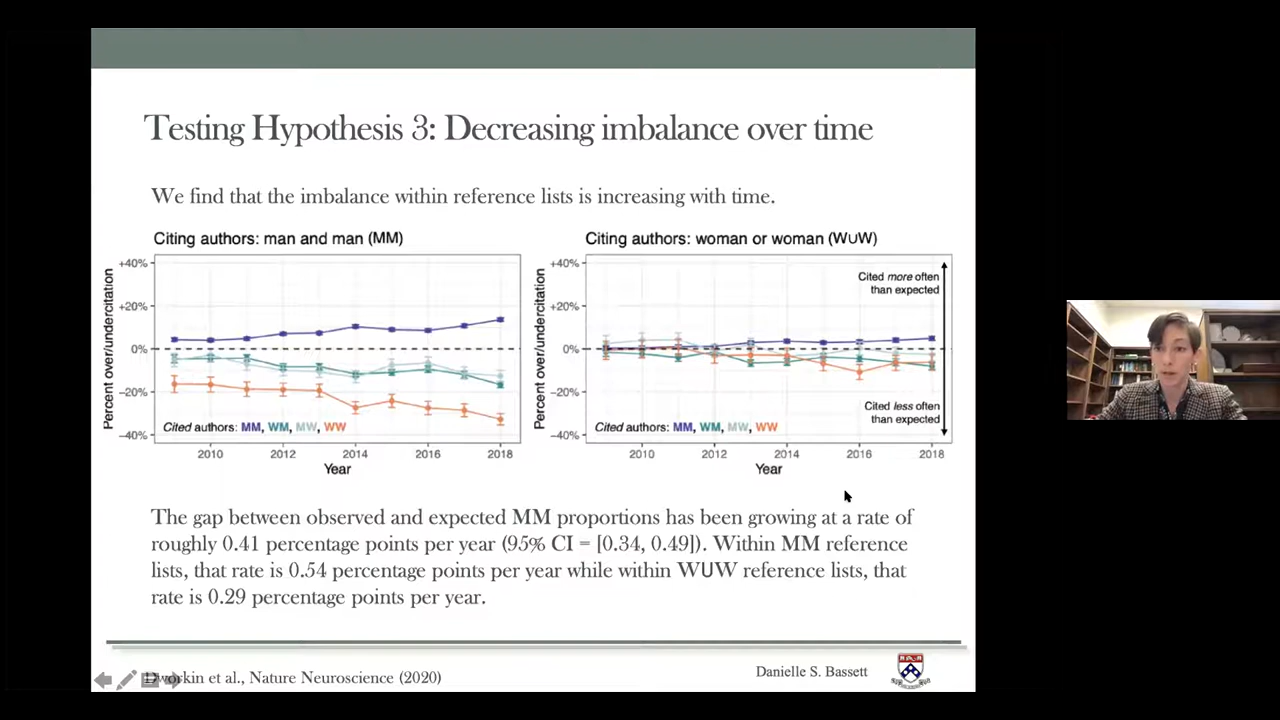 Testing Hypothesis 3: Decreasing imbalance over time
We find that the imbalance within reference lists is increasing with time.
Citing authors: man and man (MM)
Percent over/undercitation
+40%
+20%
0%
−20%
−40%
Cited authors: MM, WM, MW, WW
2010 2012 2014 2016 2018
Year
Citing authors: woman or woman (W∪W)
Percent over/undercitation
+40%
+20%
0%
−20%
−40%
Cited more often
than expected
Cited less often
than expected
Cited authors: MM, WM, MW, WW
2010 2012 2014 2016 2018
Year
The gap between observed and expected MM proportions has been growing at a rate of
roughly 0.41 percentage points per year (95% CI = [0.34, 0.49]). Within MM reference
lists, that rate is 0.54 percentage points per year while within W∪W reference lists, that
rate is 0.29 percentage points per year.
Dworkin et al., Nature Neuroscience (2020)
Danielle S. Bassett